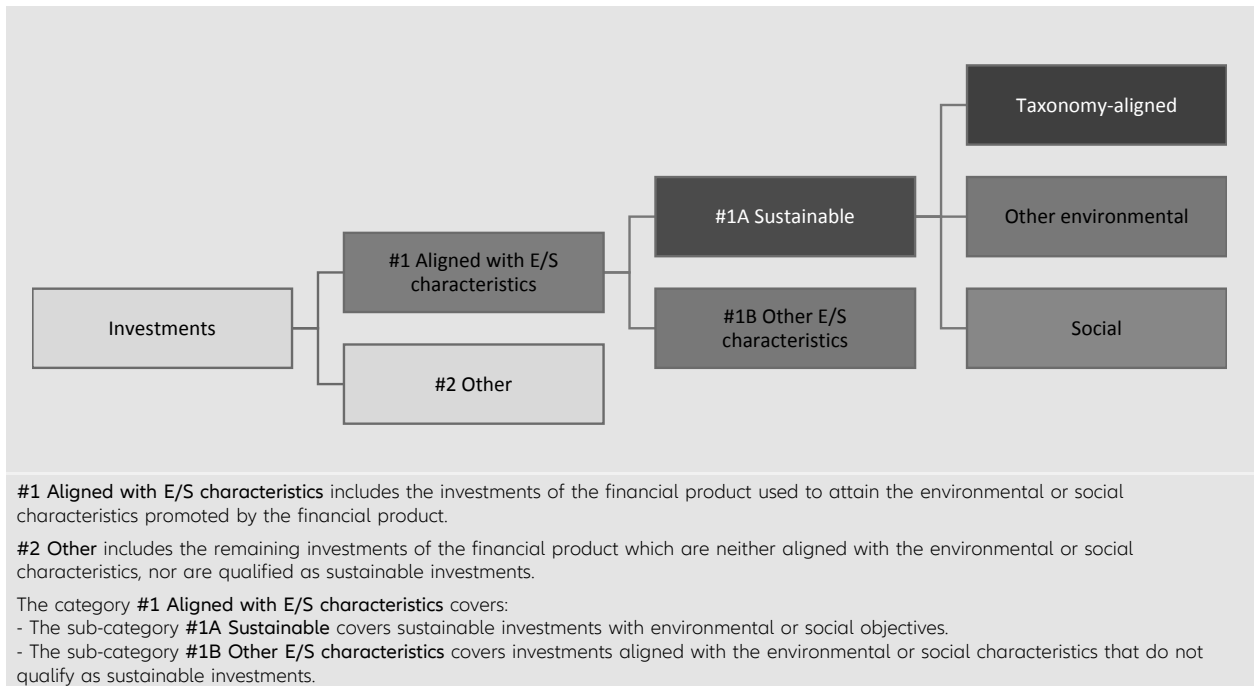 Taxonomy-aligned
#1A Sustainable
Other environmental
#1 Aligned with E/S
characteristics
Investments
#1B Other E/S
characteristics
Social
#2 Other
#1 Aligned with E/S characteristics includes the investments of the financial product used to attain the environmental or social
characteristics promoted by the financial product.
#2 Other includes the remaining investments of the financial product which are neither aligned with the environmental or social
characteristics, nor are qualified as sustainable investments.
The category #1 Aligned with E/S characteristics covers:
- The sub-category #1A Sustainable covers sustainable investments with environmental or social objectives.
- The sub-category #1B Other E/S characteristics covers investments aligned with the environmental or social characteristics that do not
qualify as sustainable investments.